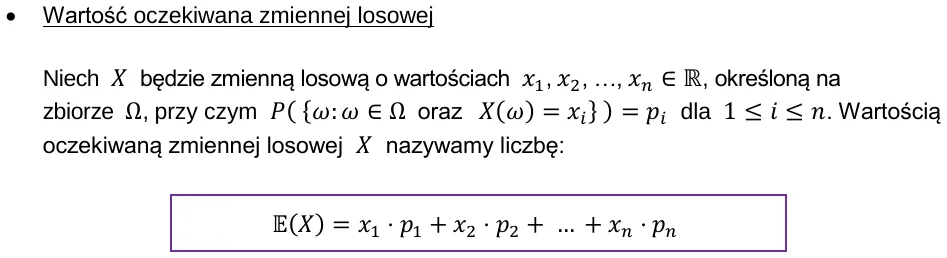 • Wartość oczekiwana zmiennej losowej
Niech X będzie zmienną losową o wartościach x₁, x₂, …, xₙ ∈ ℝ, określoną na
zbiorze Ω, przy czym P( {ω: ω ∈ Ω oraz X(ω) = xᵢ} ) = pᵢ dla 1 ≤ i ≤ n. Wartością
oczekiwaną zmiennej losowej X nazywamy liczbę:
𝔼(X) = x₁ · p₁ + x₂ · p₂ + … + xₙ · pₙ